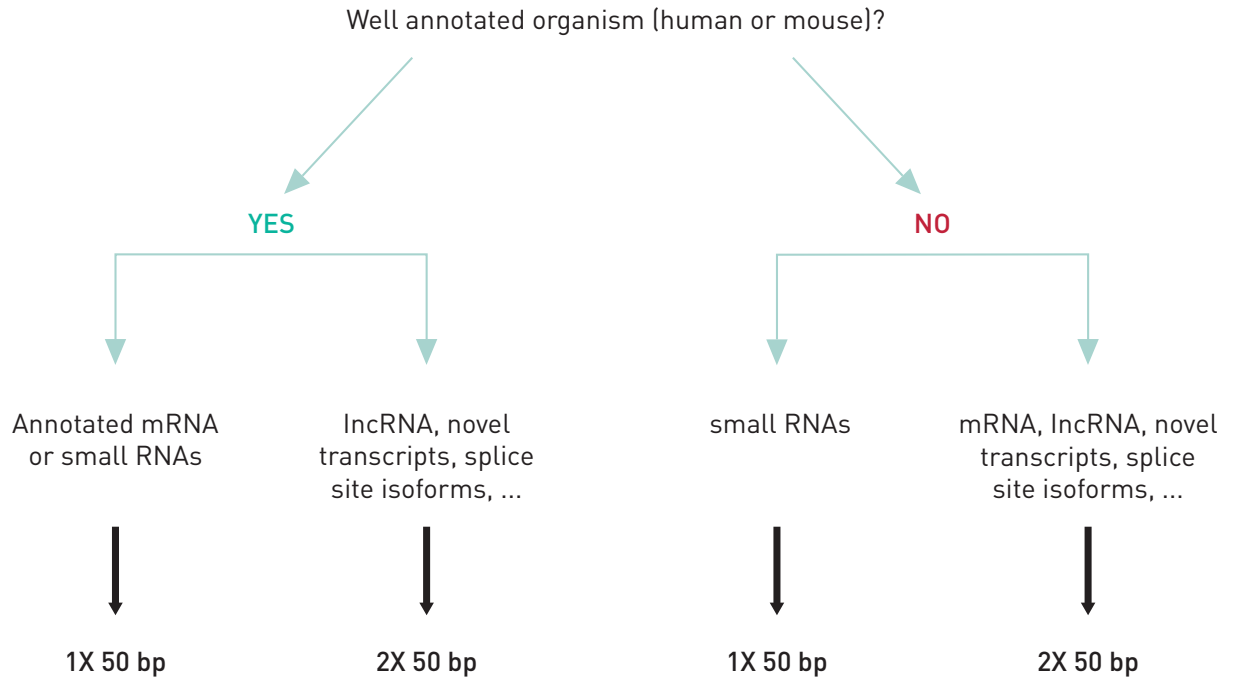 Well annotated organism (human or mouse)?
YES
NO
Annotated mRNA
or small RNAs
lncRNA, novel
transcripts, splice
site isoforms, ...
small RNAs
mRNA, lncRNA, novel
transcripts, splice
site isoforms, ...
1X 50 bp
2X 50 bp
1X 50 bp
2X 50 bp